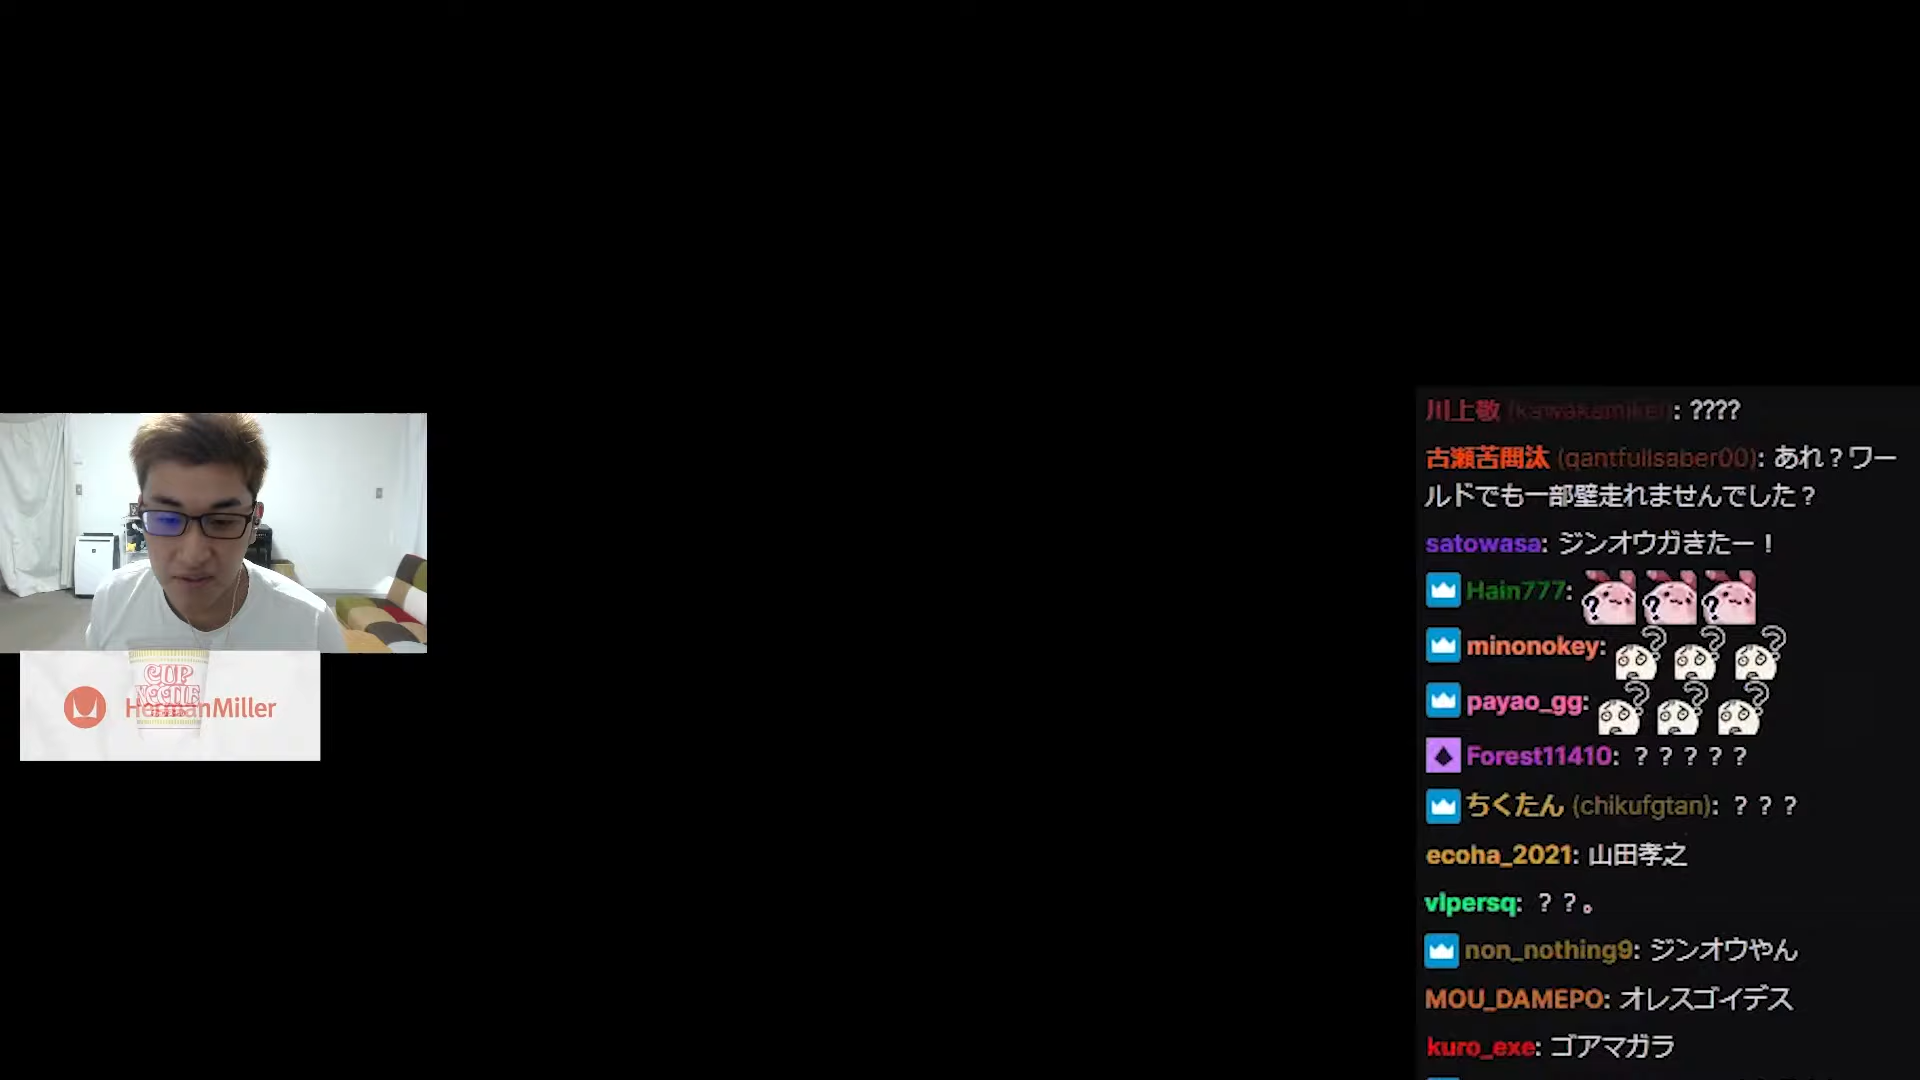 川上敬 (kawakamikei): ????
古瀬苫問汰 (qantfullsaber00): あれ？ワー
ルドでも一部壁走れませんでした？
satowasa: ジンオウガきたー！
Hain777:
minonokey:
payao_gg:
Forest11410: ？？？？？
ちくたん (chikufgtan): ？？？
ecoha_2021: 山田孝之
vlpersq: ？？。
non_nothing9: ジンオウやん
MOU_DAMEPO: オレスゴイデス
kuro_exe: ゴアマガラ
CUP
NOODLE
HermanMiller